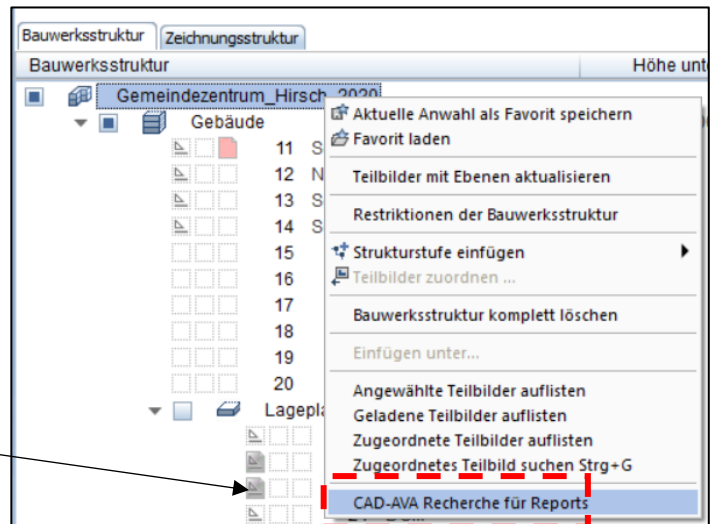 Bauwerksstruktur Zeichnungsstruktur
Bauwerksstruktur Höhe unt
Gemeindezentrum_Hirsch_2020
Gebäude
11 S
12 N
13 S
14 S
15
16
17
18
19
20
Lagepla
Aktuelle Anwahl als Favorit speichern
Favorit laden
Teilbilder mit Ebenen aktualisieren
Restriktionen der Bauwerksstruktur
Strukturstufe einfügen
Teilbilder zuordnen ...
Bauwerksstruktur komplett löschen
Einfügen unter...
Angewählte Teilbilder auflisten
Geladene Teilbilder auflisten
Zugeordnete Teilbilder auflisten
Zugeordnetes Teilbild suchen Strg+G
CAD-AVA Recherche für Reports